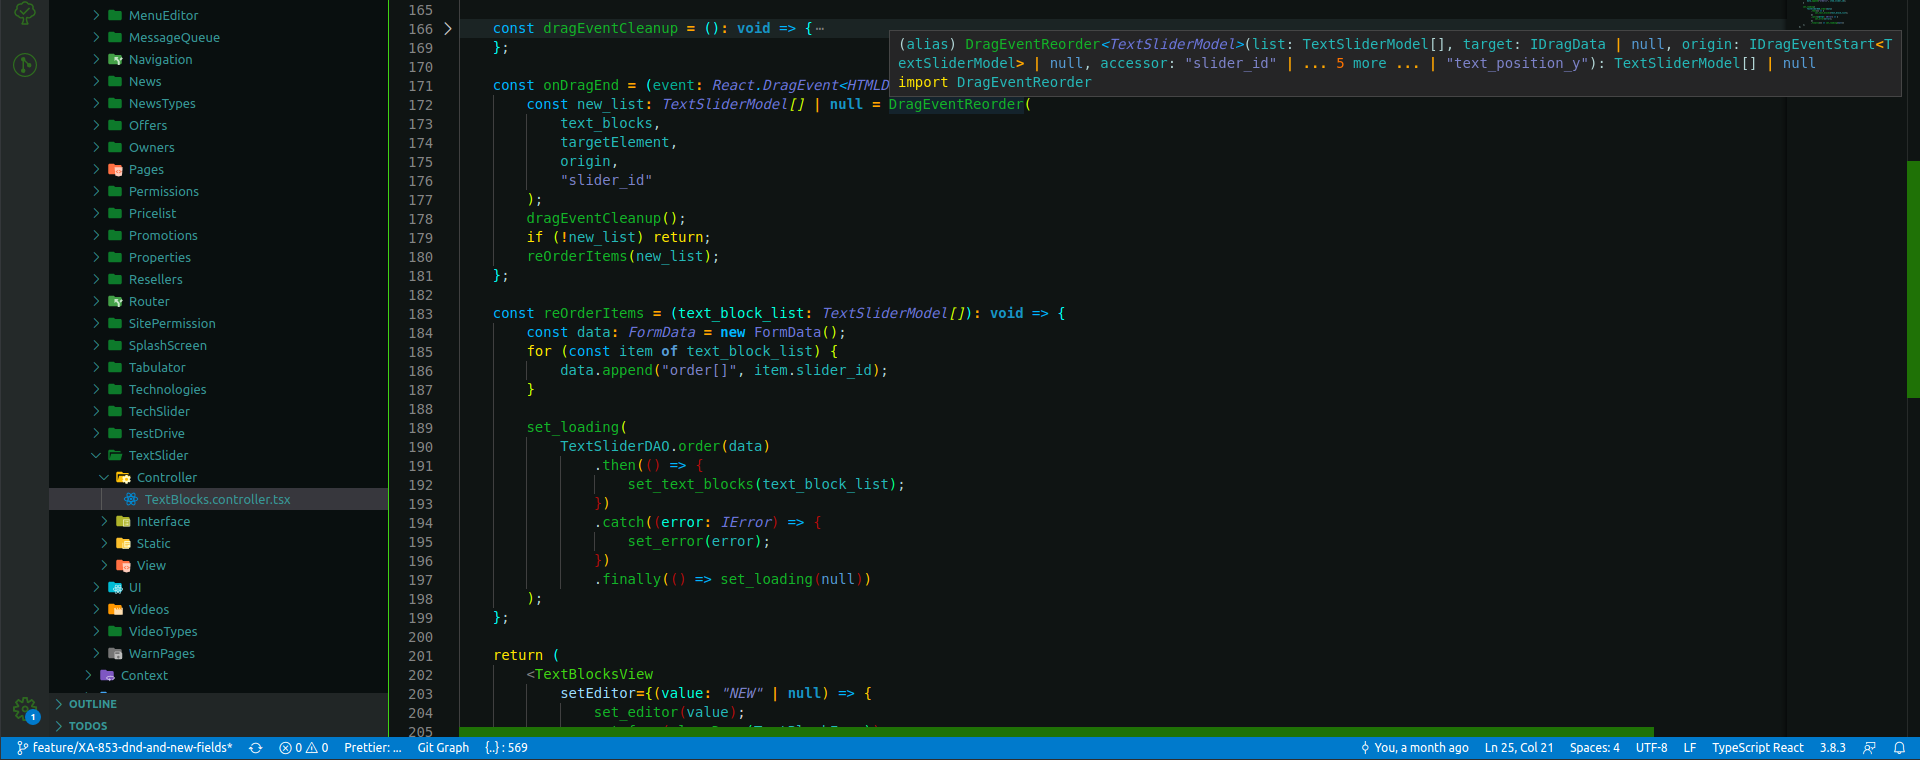 MenuEditor
MessageQueue
Navigation
News
NewsTypes
Offers
Owners
Pages
Permissions
Pricelist
Promotions
Properties
Resellers
Router
SitePermission
SplashScreen
Tabulator
Technologies
TechSlider
TestDrive
TextSlider
Controller
TextBlocks.controller.tsx
Interface
Static
View
UI
Videos
VideoTypes
WarnPages
Context
OUTLINE
TODOS
165
166 const dragEventCleanup = (): void => {⋯
169 };
170
171 const onDragEnd = (event: React.DragEvent<HTMLD
172 const new_list: TextSliderModel[] | null = DragEventReorder(
173 text_blocks,
174 targetElement,
175 origin,
176 "slider_id"
177 );
178 dragEventCleanup();
179 if (!new_list) return;
180 reOrderItems(new_list);
181 };
182
183 const reOrderItems = (text_block_list: TextSliderModel[]): void => {
184 const data: FormData = new FormData();
185 for (const item of text_block_list) {
186 data.append("order[]", item.slider_id);
187 }
188
189 set_loading(
190 TextSliderDAO.order(data)
191 .then(() => {
192 set_text_blocks(text_block_list);
193 })
194 .catch((error: IError) => {
195 set_error(error);
196 })
197 .finally(() => set_loading(null))
198 );
199 };
200
201 return (
202 <TextBlocksView
203 setEditor={(value: "NEW" | null) => {
204 set_editor(value);
205
(alias) DragEventReorder<TextSliderModel>(list: TextSliderModel[], target: IDragData | null, origin: IDragEventStart<T
extSliderModel> | null, accessor: "slider_id" | ... 5 more ... | "text_position_y"): TextSliderModel[] | null
import DragEventReorder
1
feature/XA-853-dnd-and-new-fields* 0 0 Prettier: ... Git Graph {..} : 569 You, a month ago Ln 25, Col 21 Spaces: 4 UTF-8 LF TypeScript React 3.8.3